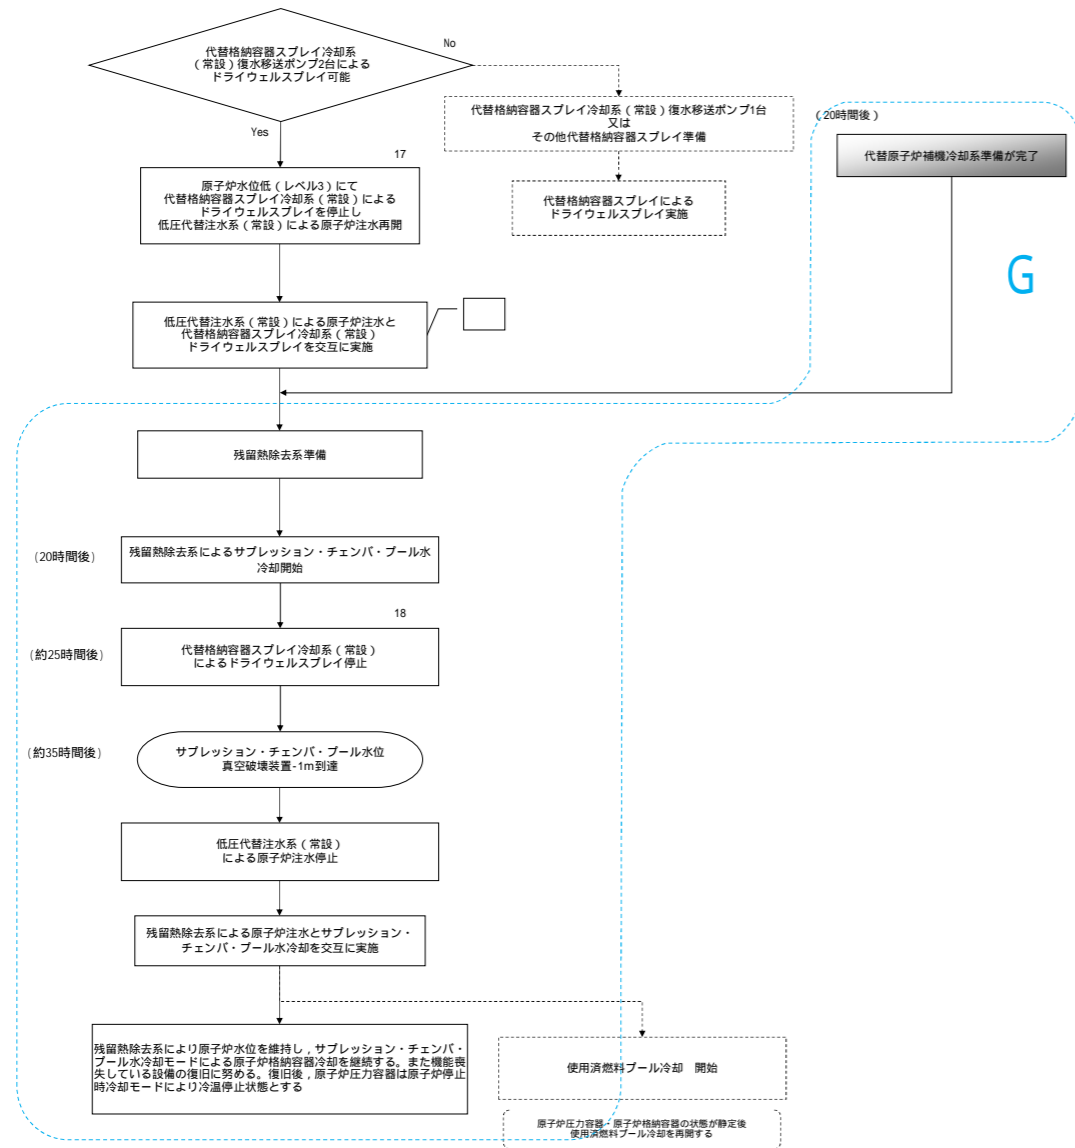 代替格納容器スプレイ冷却系
(常設)復水移送ポンプ2台による
ドライウェルスプレイ可能
No
Yes
代替格納容器スプレイ冷却系(常設)復水移送ポンプ1台
又は
その他代替格納容器スプレイ準備
(20時間後)
代替原子炉補機冷却系準備が完了
17
原子炉水位低(レベル3)にて
代替格納容器スプレイ冷却系(常設)による
ドライウェルスプレイを停止し
低圧代替注水系(常設)による原子炉注水再開
代替格納容器スプレイによる
ドライウェルスプレイ実施
G
低圧代替注水系(常設)による原子炉注水と
代替格納容器スプレイ冷却系(常設)
ドライウェルスプレイを交互に実施
残留熱除去系準備
(20時間後)
残留熱除去系によるサプレッション・チェンバ・プール水
冷却開始
18
(約25時間後)
代替格納容器スプレイ冷却系(常設)
によるドライウェルスプレイ停止
(約35時間後)
サプレッション・チェンバ・プール水位
真空破壊装置-1m到達
低圧代替注水系(常設)
による原子炉注水停止
残留熱除去系による原子炉注水とサプレッション・
チェンバ・プール水冷却を交互に実施
残留熱除去系により原子炉水位を維持し,サプレッション・チェンバ・
プール水冷却モードによる原子炉格納容器冷却を継続する。また機能喪
失している設備の復旧に努める。復旧後,原子炉圧力容器は原子炉停止
時冷却モードにより冷温停止状態とする
使用済燃料プール冷却 開始
原子炉圧力容器・原子炉格納容器の状態が静定後
使用済燃料プール冷却を再開する